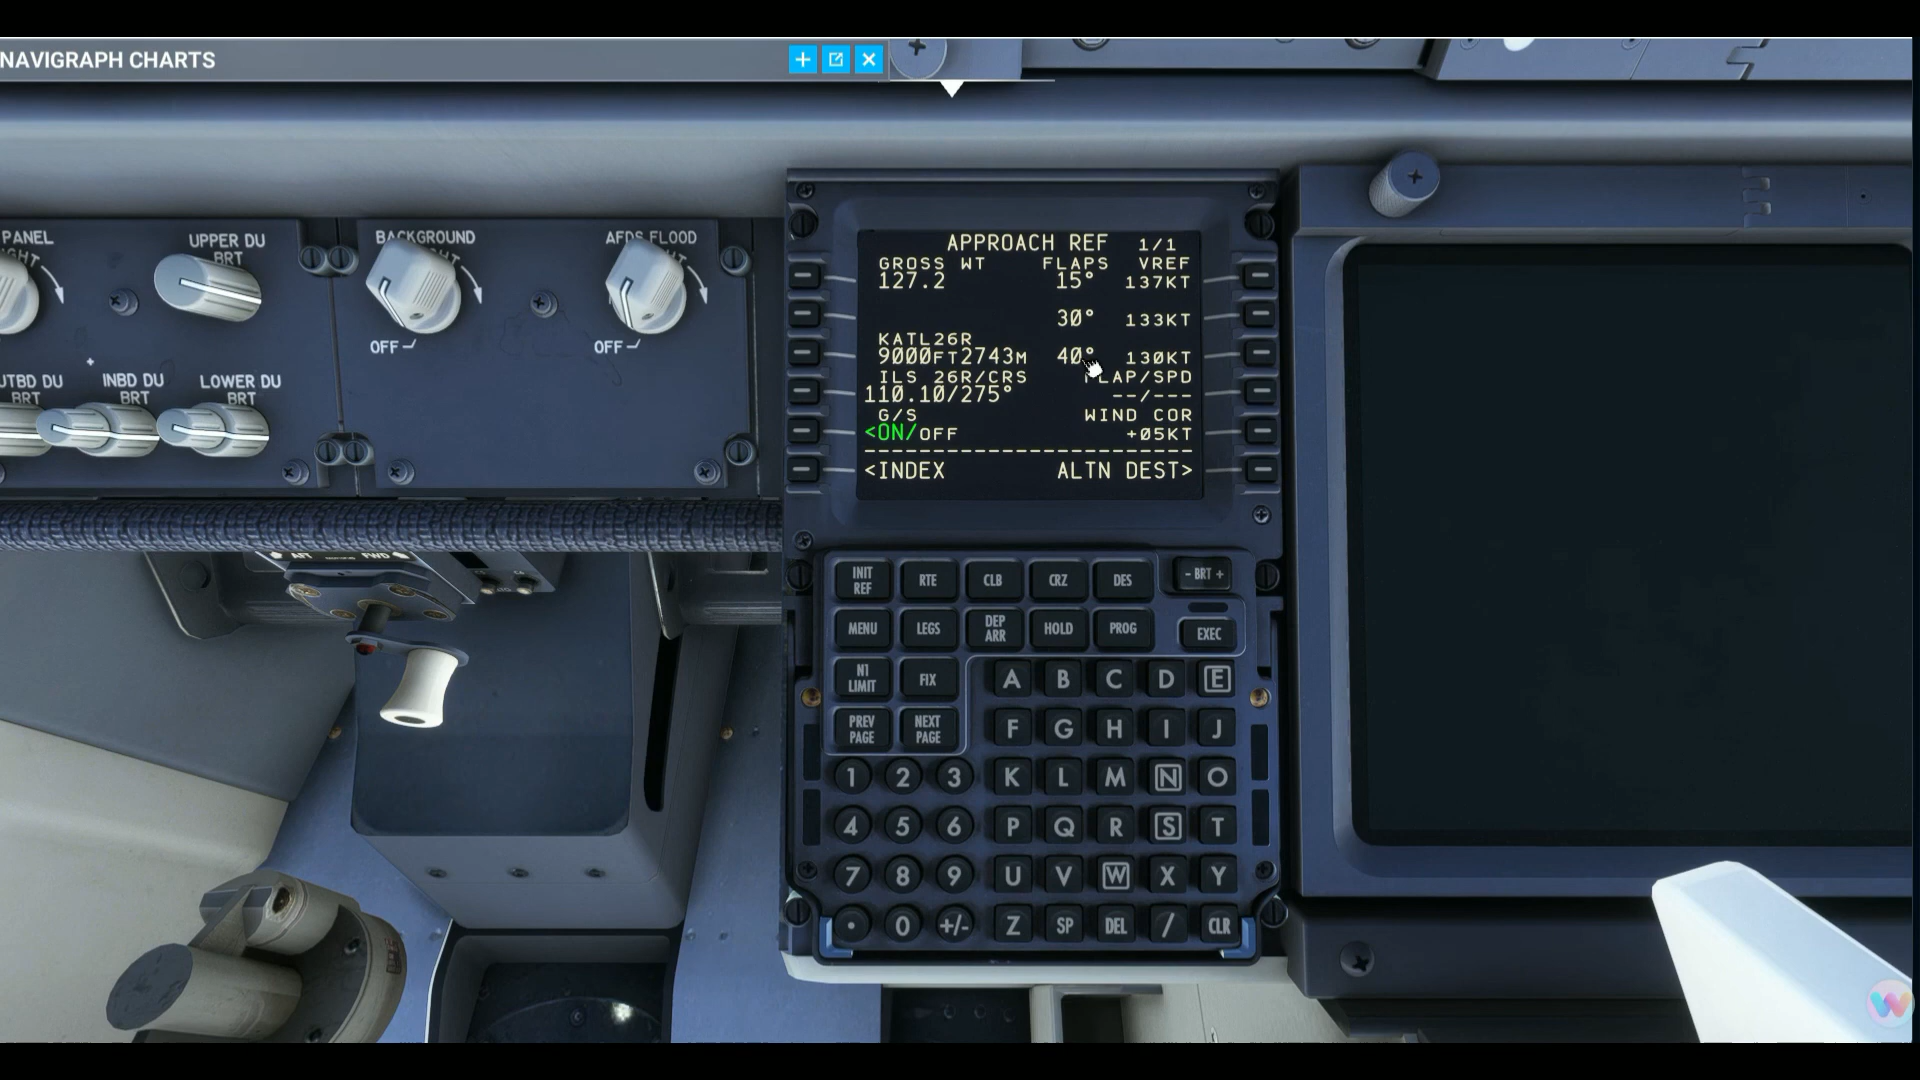 NAVIGRAPH CHARTS
PANEL
UPPER DU
BRT
BACKGROUND
AFDS FLOOD
OFF
OFF
INBD DU
BRT
LOWER DU
BRT
BRT
AFT
FWD
APPROACH REF 1/1
GROSS WT FLAPS VREF
127.2 15° 137KT
30° 133KT
KATL26R
9000FT2743M 40° 130KT
ILS 26R/CRS LAP/SPD
110.10/275° --/---
G/S WIND COR
<ON/OFF +05KT
------------------------
<INDEX ALTN DEST>
INIT REF RTE CLB CRZ DES - BRT +
MENU LEGS DEP ARR HOLD PROG EXEC
N1 LIMIT FIX A B C D E
PREV PAGE NEXT PAGE F G H I J
1 2 3 K L M N O
4 5 6 P Q R S T
7 8 9 U V W X Y
. 0 +/- Z SP DEL / CLR